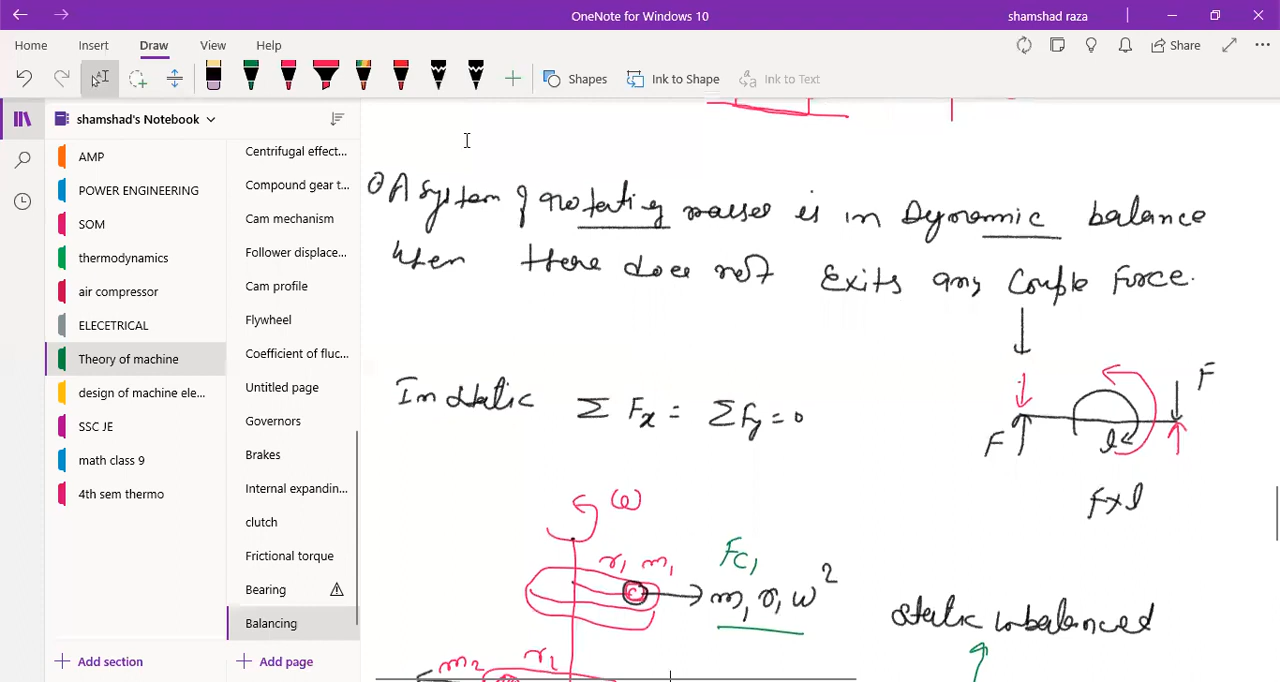 OneNote for Windows 10
shamshad raza
Home Insert Draw View Help
Share
Shapes
Ink to Shape
Ink to Text
shamshad's Notebook
AMP
POWER ENGINEERING
SOM
thermodynamics
air compressor
ELECETRICAL
Theory of machine
design of machine ele...
SSC JE
math class 9
4th sem thermo
Add section
Centrifugal effect...
Compound gear t...
Cam mechanism
Follower displace...
Cam profile
Flywheel
Coefficient of fluc...
Untitled page
Governors
Brakes
Internal expandin...
clutch
Frictional torque
Bearing
Balancing
Add page
A system of rotating masses is in Dynamic balance
when there does not Exits any Couple Force.
In static Σ Fx = ΣFy = 0
F
F
l
F×l
ω
r1 m1
Fc1
m1 r1 ω²
static unbalanced
m2 r2